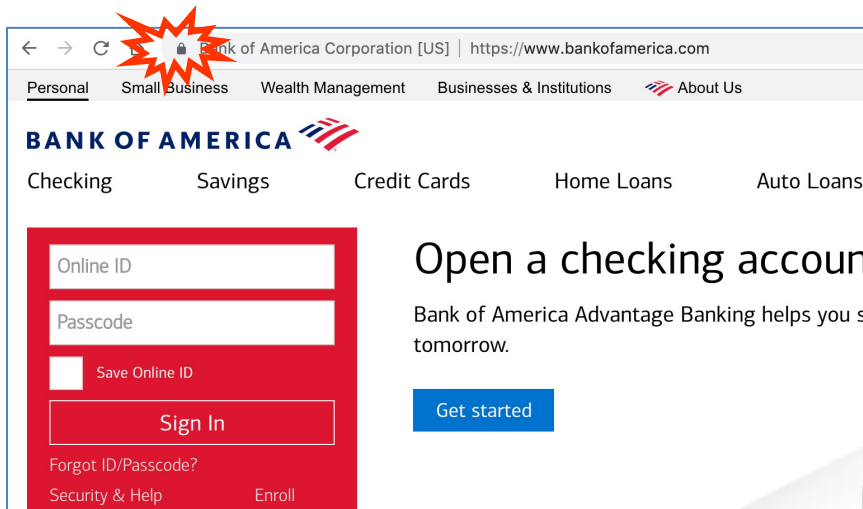 Bank of America Corporation [US] | https://www.bankofamerica.com
Personal Small Business Wealth Management Businesses & Institutions About Us
BANK OF AMERICA
Checking Savings Credit Cards Home Loans Auto Loans
Online ID
Passcode
Save Online ID
Sign In
Forgot ID/Passcode?
Security & Help Enroll
Open a checking accoun
Bank of America Advantage Banking helps you s
tomorrow.
Get started